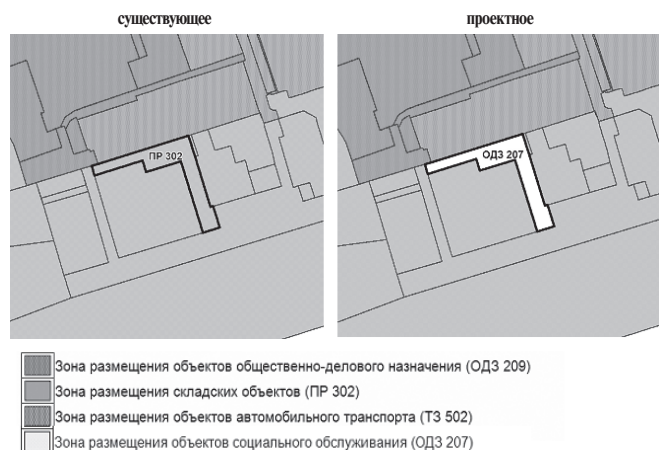 существующее
проектное
ПР 302
ОДЗ 207
Зона размещения объектов общественно-делового назначения (ОДЗ 209)
Зона размещения складских объектов (ПР 302)
Зона размещения объектов автомобильного транспорта (ТЗ 502)
Зона размещения объектов социального обслуживания (ОДЗ 207)